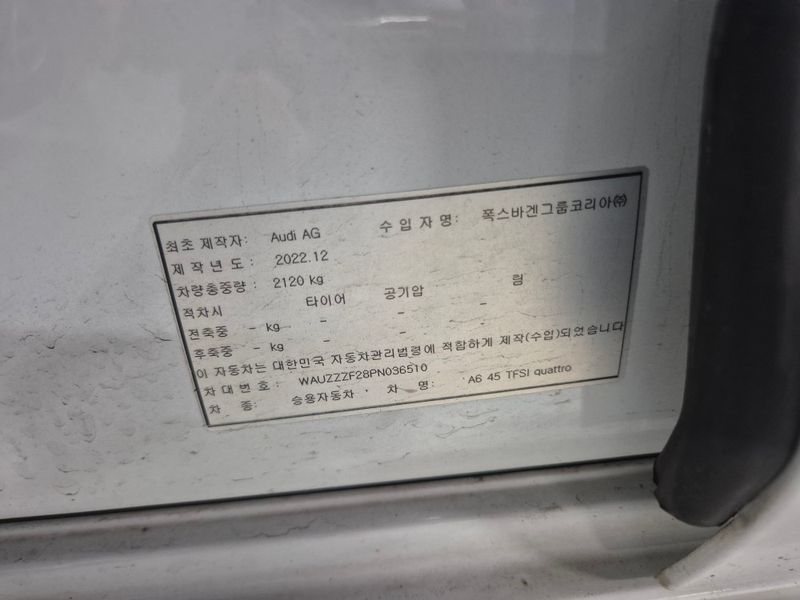 최초 제작자: Audi AG 수 입 자 명: 폭스바겐그룹코리아㈜
제 작 년 도 : 2022.12
차량총중량 : 2120 kg
적차시 타이어 공기압 림
전축중 - kg - - -
후축중 - kg - - -
이 자동차는 대한민국 자동차관리법령에 적합하게 제작(수입)되었습니다
차 대 번 호 : WAUZZZF28PN036510
차 종: 승용자동차 차 명: A6 45 TFSI quattro